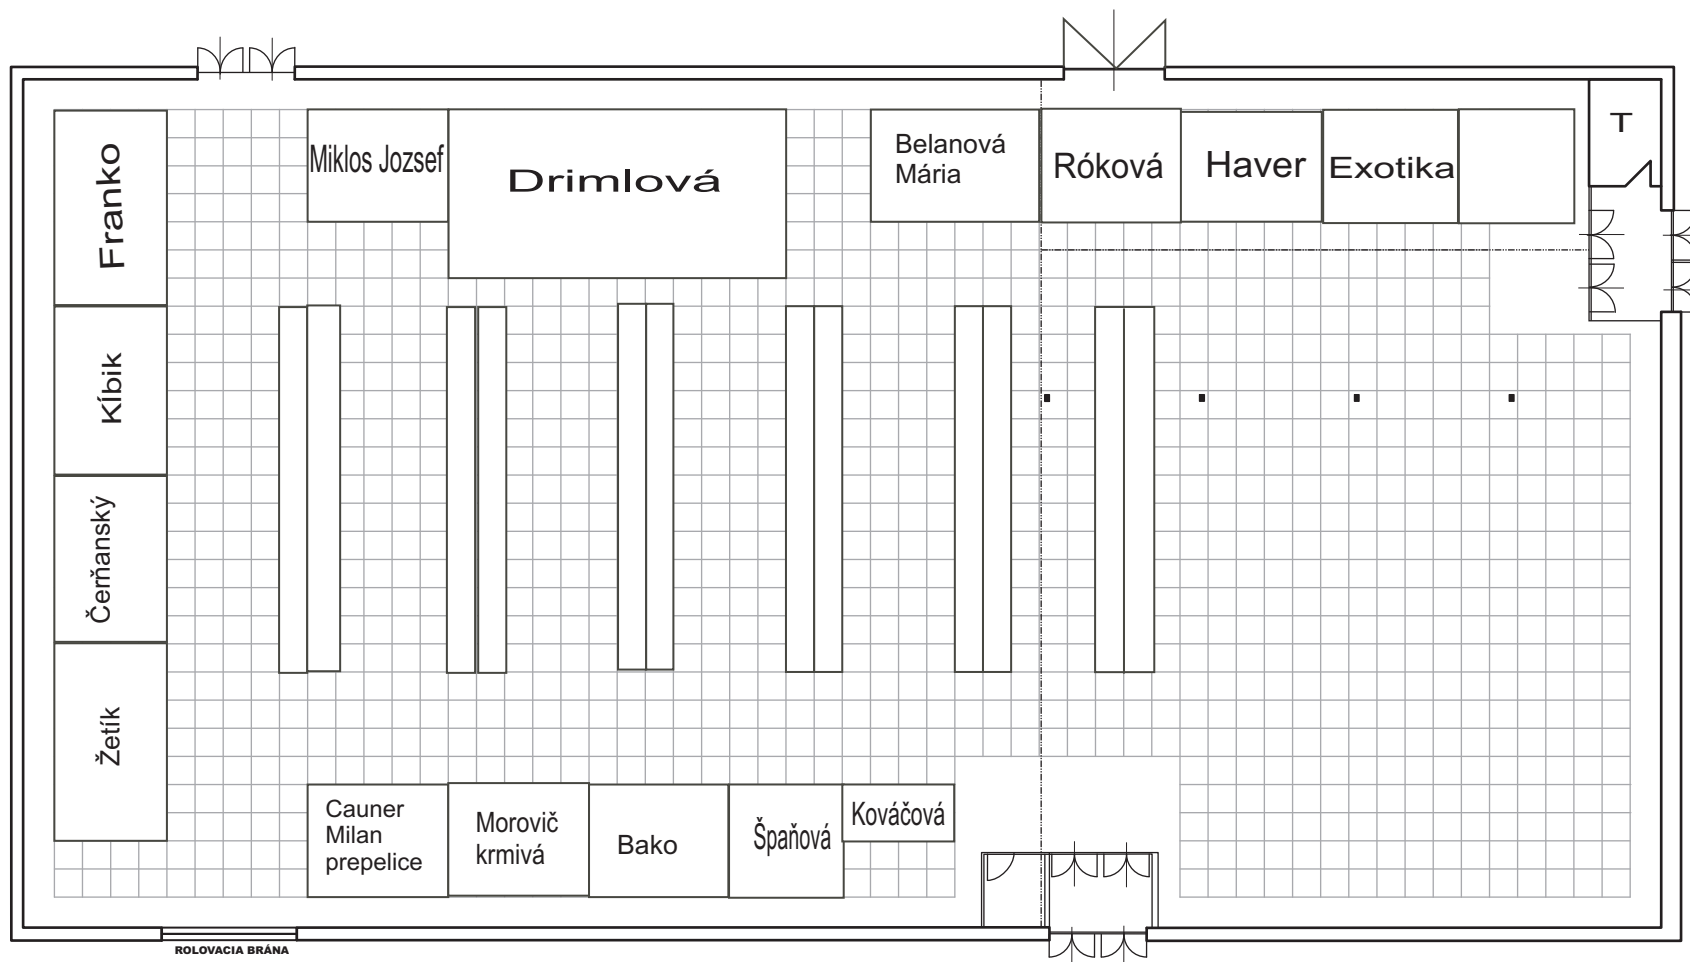 Miklos Jozsef
Drimlová
Belanová
Mária
Róková
Haver
Exotika
T
Franko
Kĺbik
Čerňanský
Žetík
Cauner
Milan
prepelice
Morovič
krmivá
Bako
Špaňová
Kováčová
ROLOVACIA BRÁNA